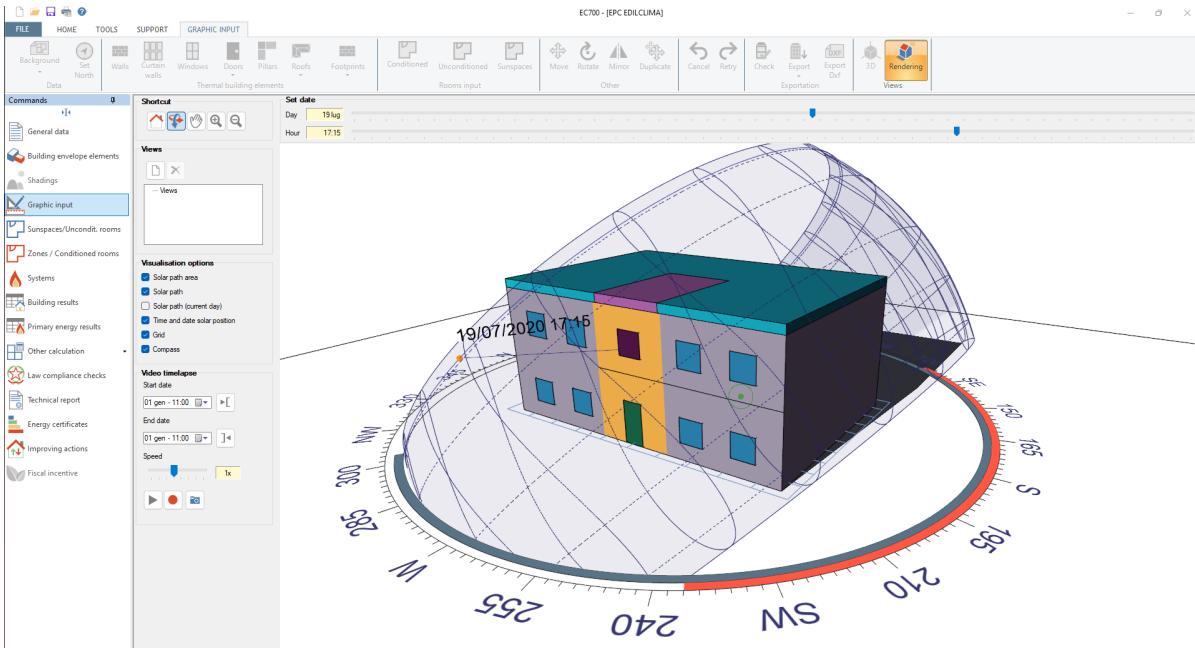 EC700 - [EPC EDILCLIMA]
FILE HOME TOOLS SUPPORT GRAPHIC INPUT
Background
Set North
Walls
Curtain walls
Windows
Doors
Pillars
Roofs
Footprints
Conditioned
Unconditioned
Sunspaces
Move
Rotate
Mirror
Duplicate
Cancel
Retry
Check
Export
DXF
Export Dxf
3D
Rendering
Data
Thermal building elements
Rooms input
Other
Exportation
Views
Commands
General data
Building envelope elements
Shadings
Graphic input
Sunspaces/Uncondit. rooms
Zones / Conditioned rooms
Systems
Building results
Primary energy results
Other calculation
Law compliance checks
Technical report
Energy certificates
Improving actions
Fiscal incentive
Shortcut
Views
Views
Visualisation options
Solar path area
Solar path
Solar path (current day)
Time and date solar position
Grid
Compass
Video timelapse
Start date
01 gen - 11:00
End date
01 gen - 11:00
Speed
1x
Set date
Day 19 lug
Hour 17:15
19/07/2020 17:15
330
NW
300
285
W
255
240
SW
210
195
S
165
150
SE